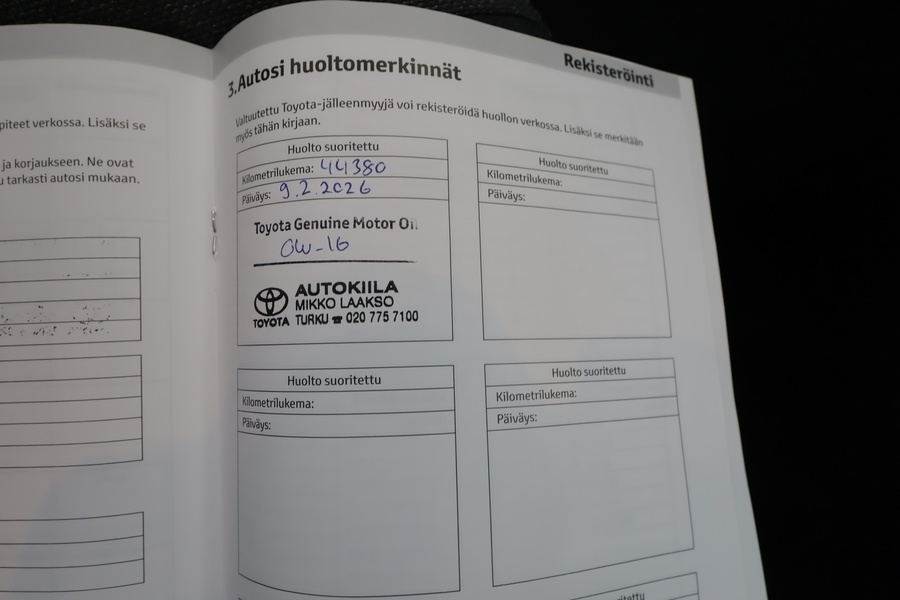 piteet verkossa. Lisäksi se
ja korjaukseen. Ne ovat
u tarkasti autosi mukaan.
Rekisteröinti
3. Autosi huoltomerkinnät
Valtuutettu Toyota-jälleenmyyjä voi rekisteröidä huollon verkossa. Lisäksi se merkitään
myös tähän kirjaan.
Huolto suoritettu
Kilometrilukema: 44380
Päiväys: 9.2.2026
Toyota Genuine Motor Oil
0W-16
AUTOKIILA
MIKKO LAAKSO
TOYOTA TURKU ☎ 020 775 7100
Huolto suoritettu
Kilometrilukema:
Päiväys:
Huolto suoritettu
Kilometrilukema:
Päiväys:
Huolto suoritettu
Kilometrilukema:
Päiväys: